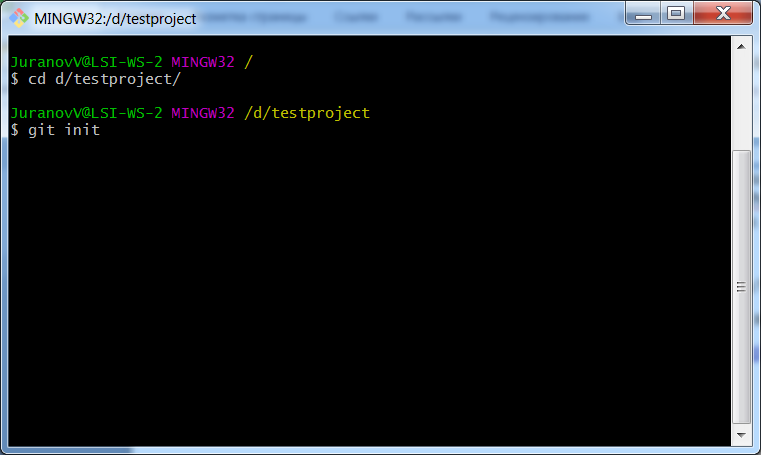 MINGW32:/d/testproject
JuranovV@LSI-WS-2 MINGW32 /
$ cd d/testproject/
JuranovV@LSI-WS-2 MINGW32 /d/testproject
$ git init